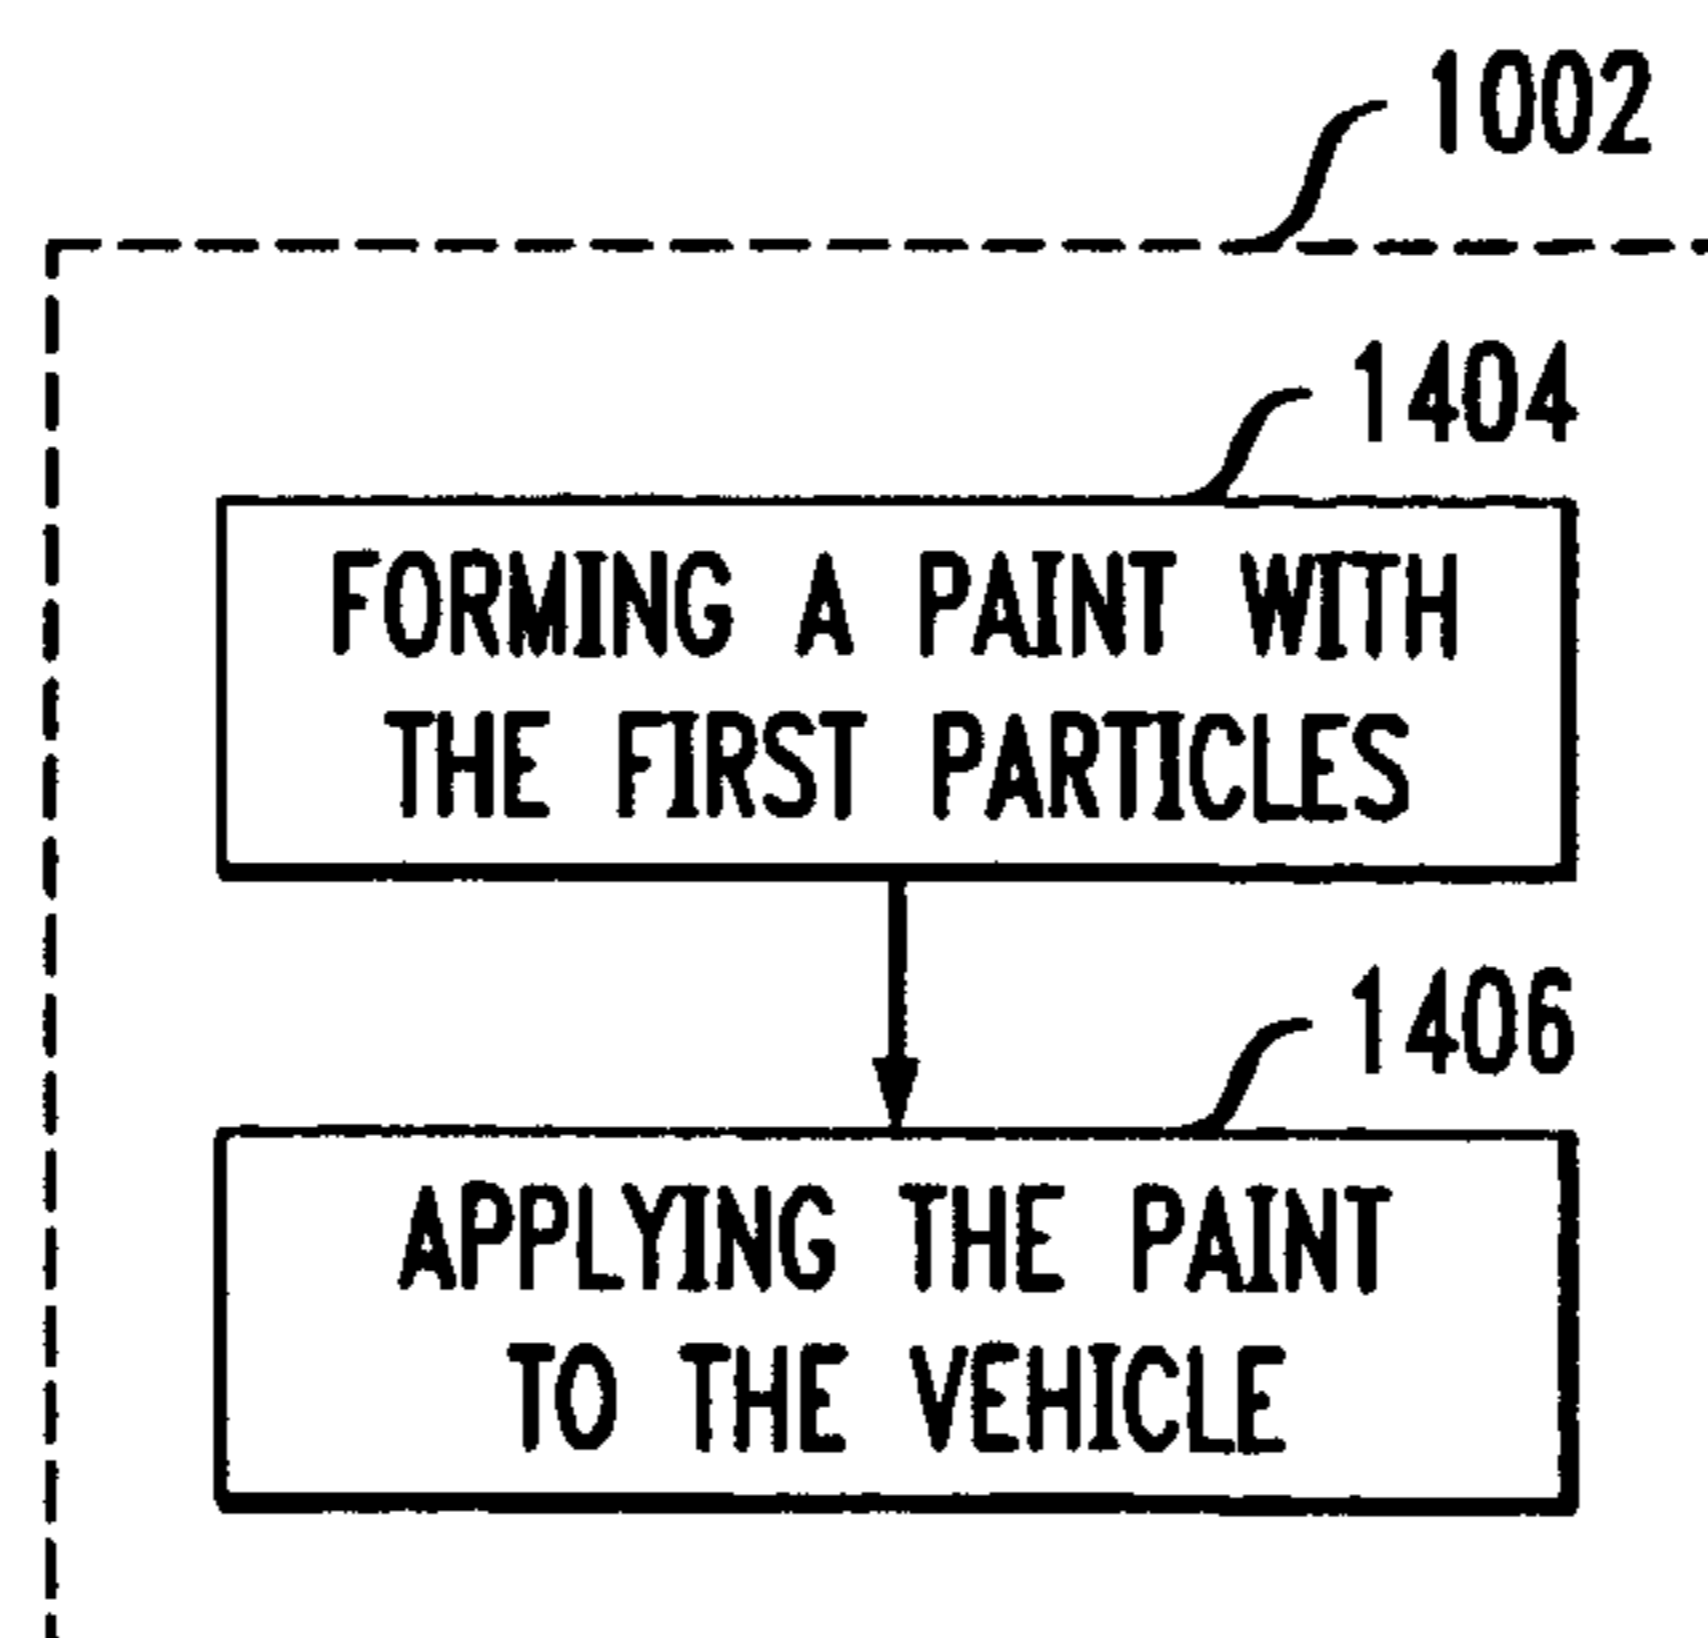 1002
1404
FORMING A PAINT WITH
THE FIRST PARTICLES
1406
APPLYING THE PAINT
TO THE VEHICLE